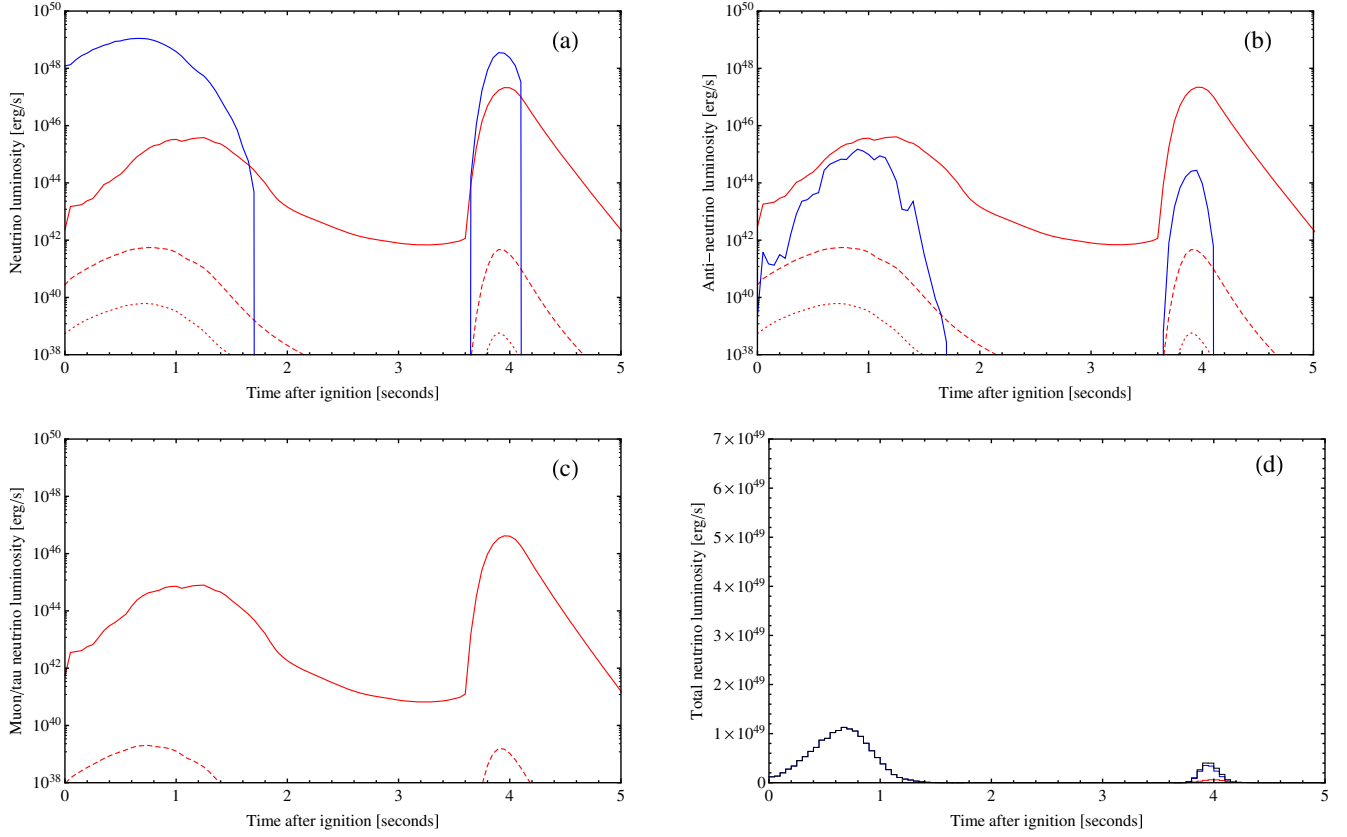 (a)
Neutrino luminosity [erg/s]
10^50
10^48
10^46
10^44
10^42
10^40
10^38
0 1 2 3 4 5
Time after ignition [seconds]
(b)
Anti−neutrino luminosity [erg/s]
10^50
10^48
10^46
10^44
10^42
10^40
10^38
0 1 2 3 4 5
Time after ignition [seconds]
(c)
Muon/tau neutrino luminosity [erg/s]
10^50
10^48
10^46
10^44
10^42
10^40
10^38
0 1 2 3 4 5
Time after ignition [seconds]
(d)
Total neutrino luminosity [erg/s]
7×10^49
6×10^49
5×10^49
4×10^49
3×10^49
2×10^49
1×10^49
0
0 1 2 3 4 5
Time after ignition [seconds]